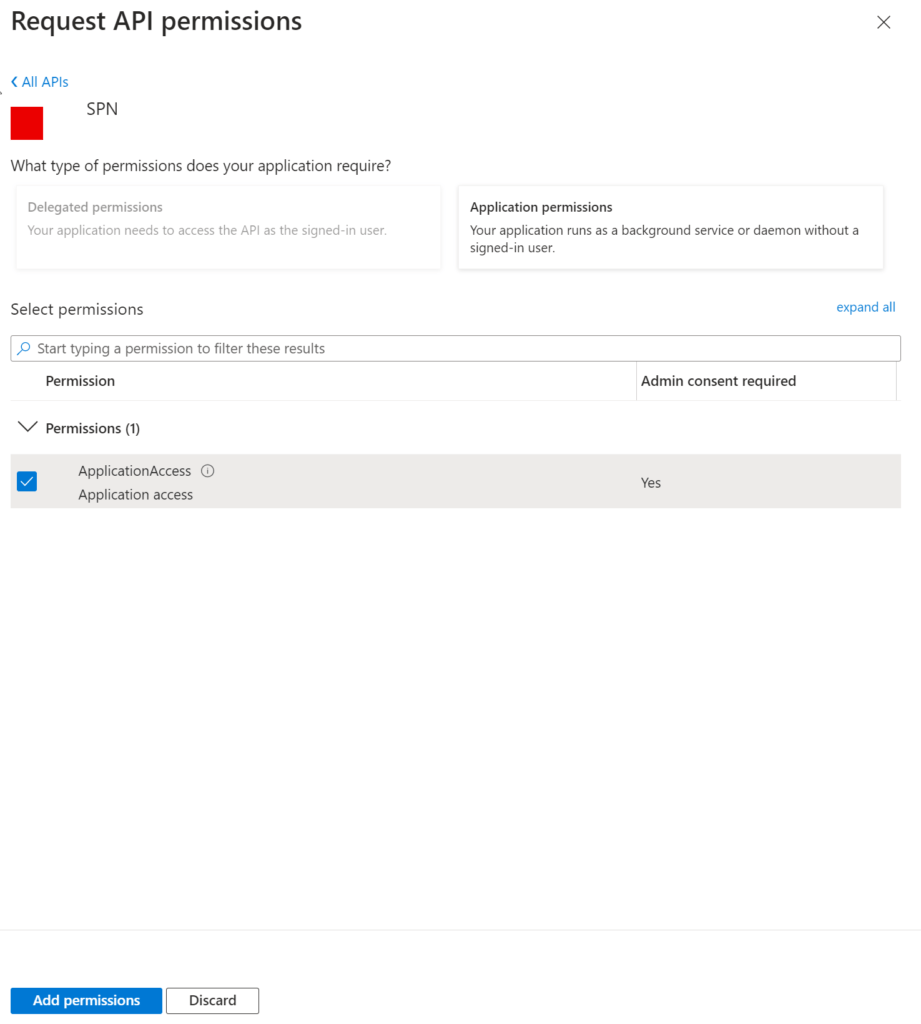 Request API permissions
All APIs
SPN
What type of permissions does your application require?
Delegated permissions
Your application needs to access the API as the signed-in user.
Application permissions
Your application runs as a background service or daemon without a
signed-in user.
Select permissions
expand all
Start typing a permission to filter these results
Permission
Admin consent required
Permissions (1)
ApplicationAccess
Application access
Yes
Add permissions
Discard